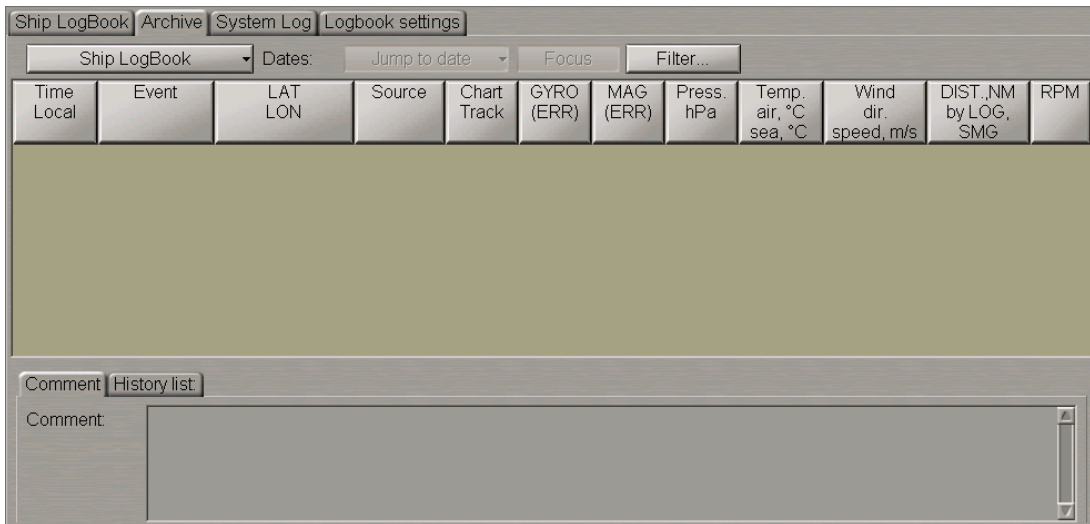 Ship LogBook Archive System Log Logbook settings
Ship LogBook Dates: Jump to date Focus Filter...
Time Local Event LAT LON Source Chart Track GYRO (ERR) MAG (ERR) Press. hPa Temp. air, °C sea, °C Wind dir. speed, m/s DIST.,NM by LOG, SMG RPM
Comment History list:
Comment: